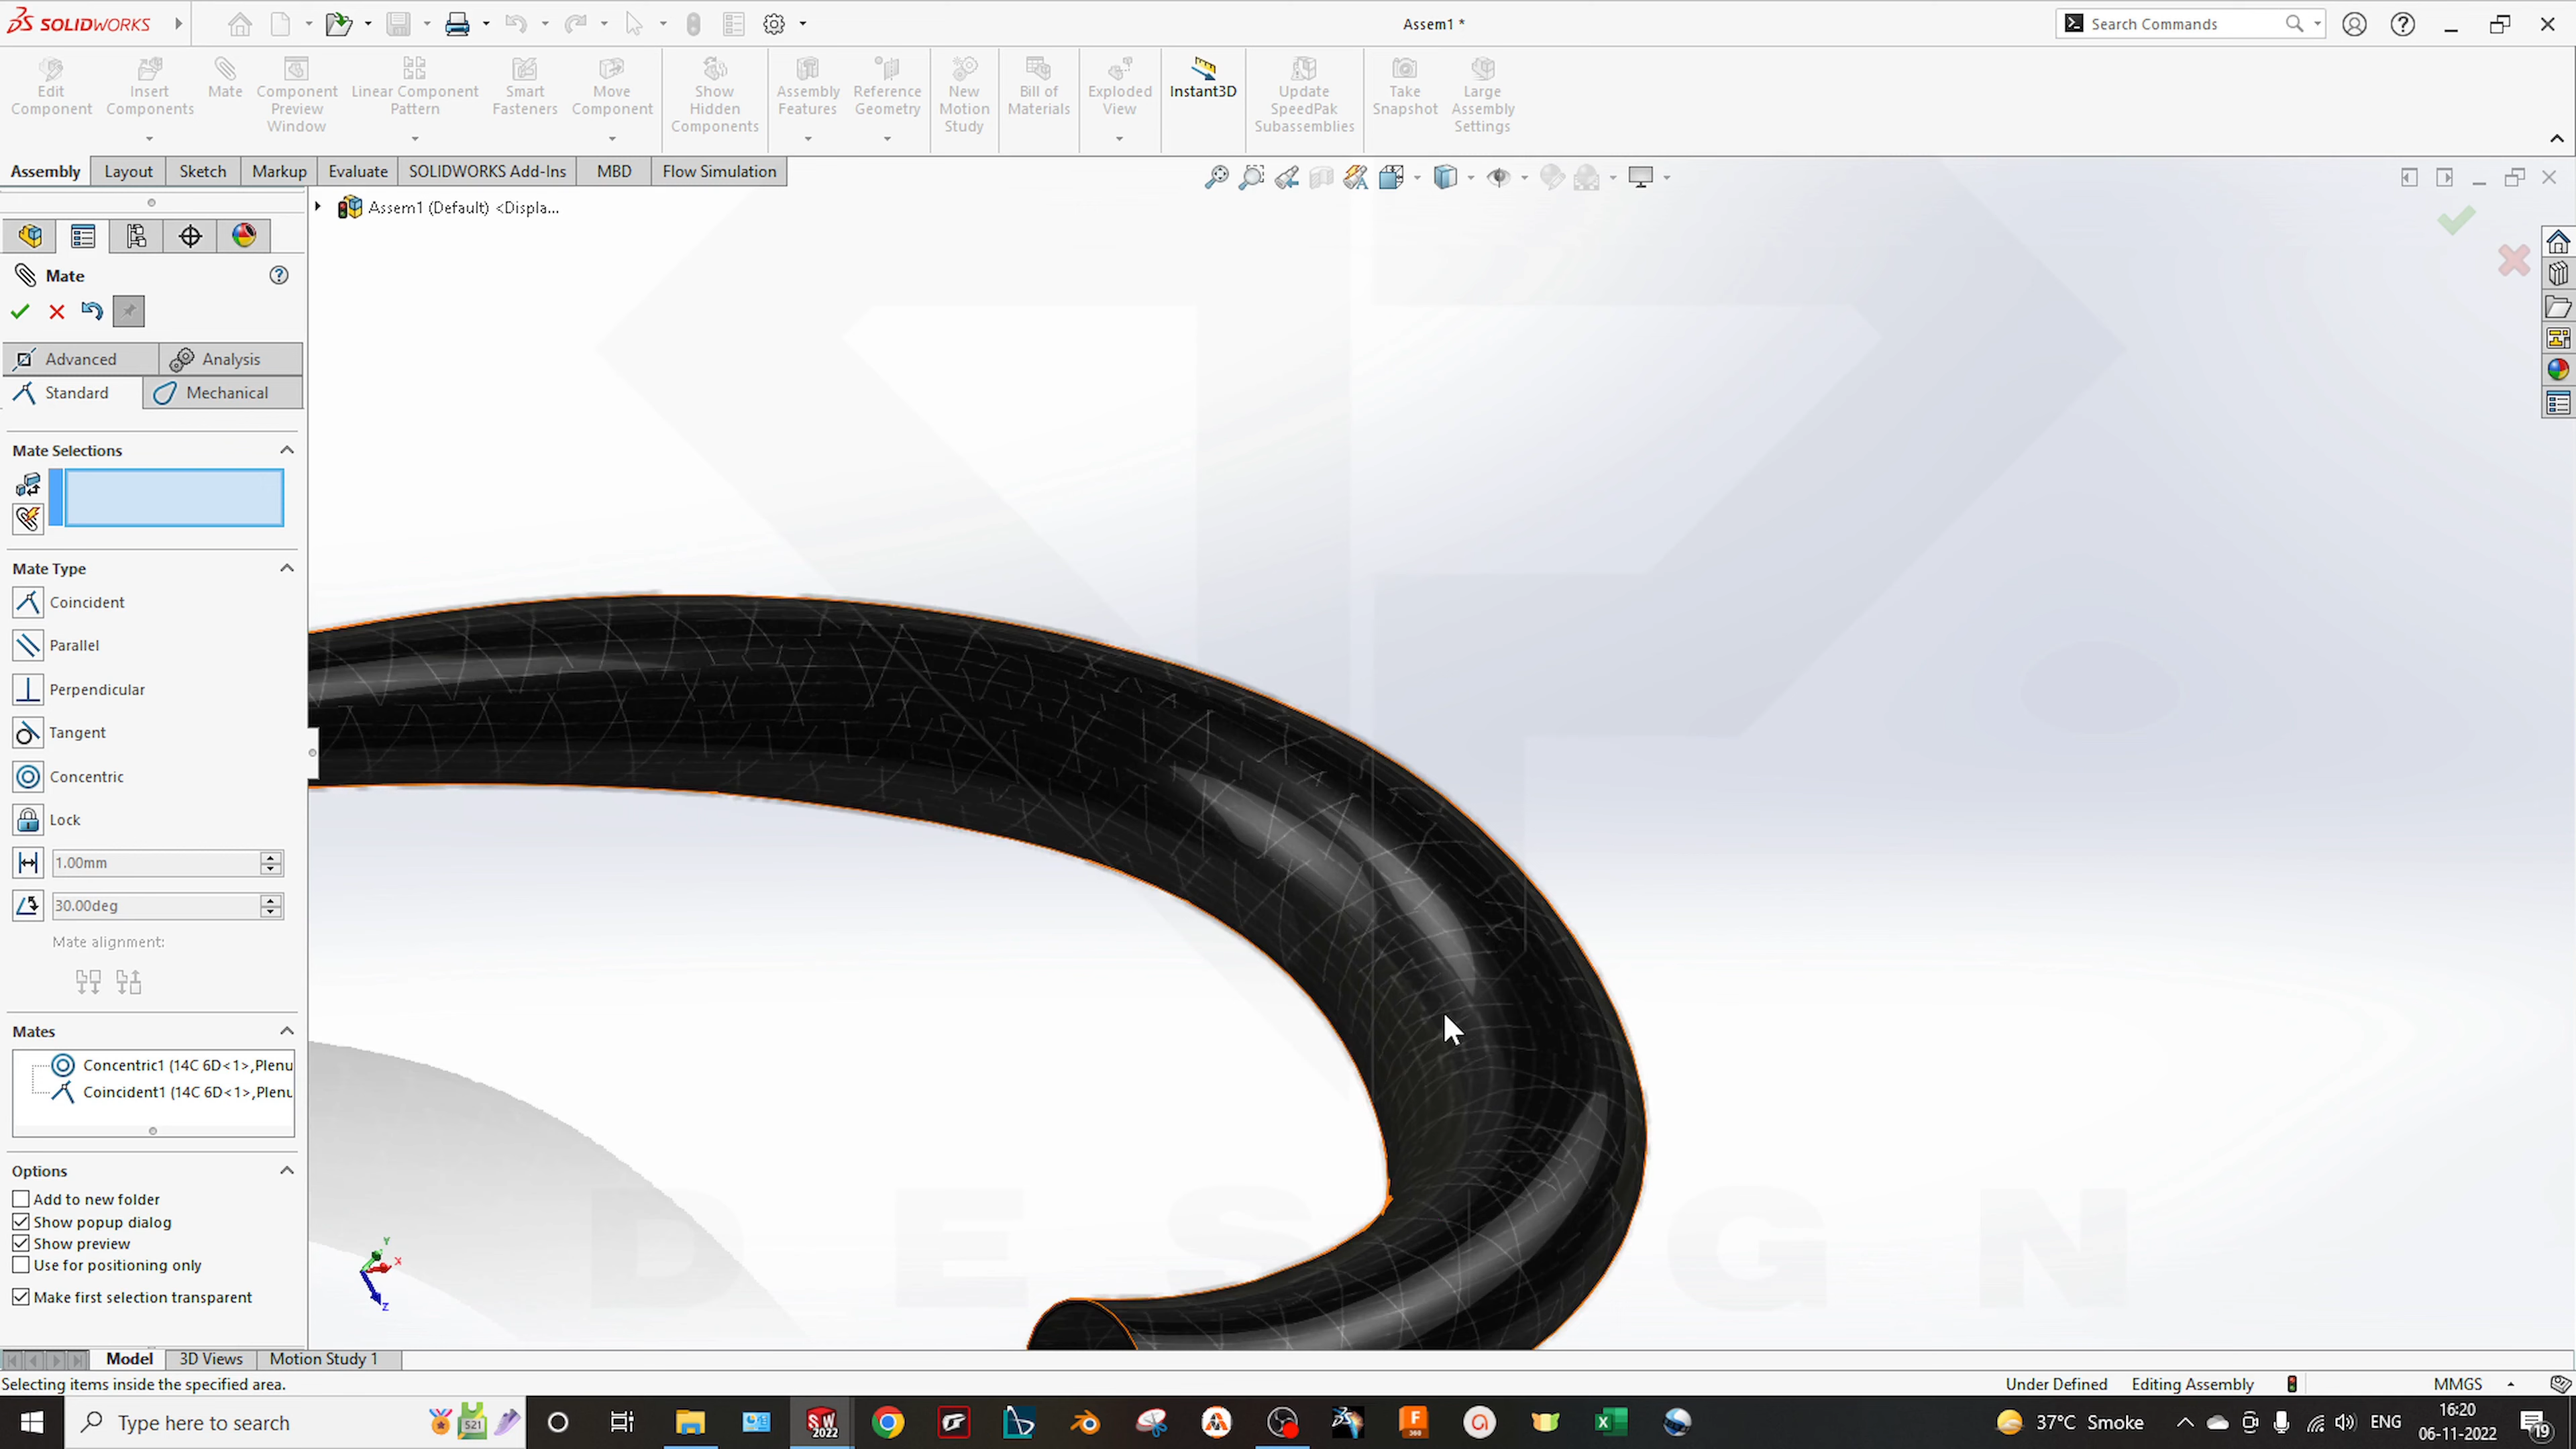 SOLIDWORKS
Assem1 *
Search Commands
Edit Component
Insert Components
Mate
Component Preview Window
Linear Component Pattern
Smart Fasteners
Move Component
Show Hidden Components
Assembly Features
Reference Geometry
New Motion Study
Bill of Materials
Exploded View
Instant3D
Update SpeedPak Subassemblies
Take Snapshot
Large Assembly Settings
Assembly Layout Sketch Markup Evaluate SOLIDWORKS Add-Ins MBD Flow Simulation
Assem1 (Default) <Displa...
Mate
Advanced Analysis
Standard Mechanical
Mate Selections
Mate Type
Coincident
Parallel
Perpendicular
Tangent
Concentric
Lock
1.00mm
30.00deg
Mate alignment:
Mates
Concentric1 (14C 6D<1>,Plenu
Coincident1 (14C 6D<1>,Plenu
Options
Add to new folder
Show popup dialog
Show preview
Use for positioning only
Make first selection transparent
Y
X
Z
D E S I G N
Model 3D Views Motion Study 1
Selecting items inside the specified area.
Under Defined Editing Assembly MMGS
Type here to search
521
SW 2022
F 360
37°C Smoke
ENG
16:20
06-11-2022
19